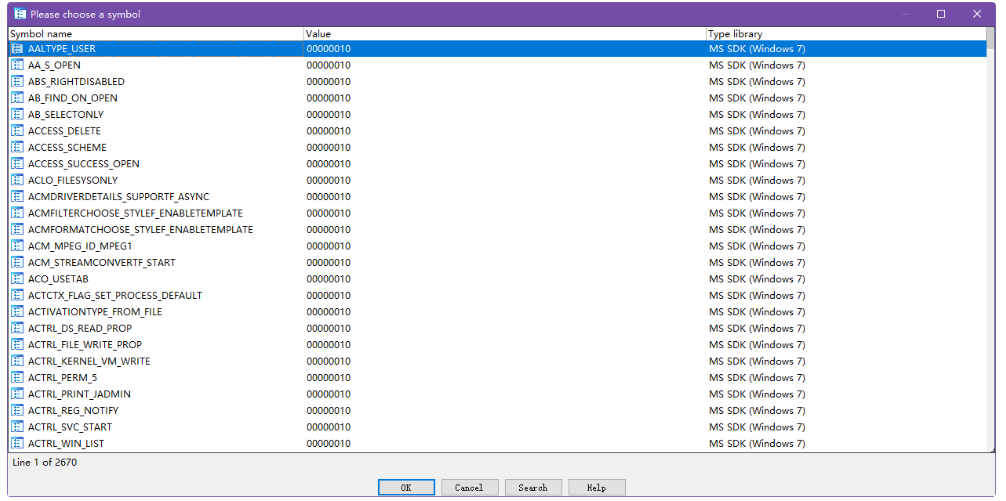 Please choose a symbol
Symbol name Value Type library
AALTYPE_USER 00000010 MS SDK (Windows 7)
AA_S_OPEN 00000010 MS SDK (Windows 7)
ABS_RIGHTDISABLED 00000010 MS SDK (Windows 7)
AB_FIND_ON_OPEN 00000010 MS SDK (Windows 7)
AB_SELECTONLY 00000010 MS SDK (Windows 7)
ACCESS_DELETE 00000010 MS SDK (Windows 7)
ACCESS_SCHEME 00000010 MS SDK (Windows 7)
ACCESS_SUCCESS_OPEN 00000010 MS SDK (Windows 7)
ACLO_FILESYSONLY 00000010 MS SDK (Windows 7)
ACMDRIVERDETAILS_SUPPORTF_ASYNC 00000010 MS SDK (Windows 7)
ACMFILTERCHOOSE_STYLEF_ENABLETEMPLATE 00000010 MS SDK (Windows 7)
ACMFORMATCHOOSE_STYLEF_ENABLETEMPLATE 00000010 MS SDK (Windows 7)
ACM_MPEG_ID_MPEG1 00000010 MS SDK (Windows 7)
ACM_STREAMCONVERTF_START 00000010 MS SDK (Windows 7)
ACO_USETAB 00000010 MS SDK (Windows 7)
ACTCTX_FLAG_SET_PROCESS_DEFAULT 00000010 MS SDK (Windows 7)
ACTIVATIONTYPE_FROM_FILE 00000010 MS SDK (Windows 7)
ACTRL_DS_READ_PROP 00000010 MS SDK (Windows 7)
ACTRL_FILE_WRITE_PROP 00000010 MS SDK (Windows 7)
ACTRL_KERNEL_VM_WRITE 00000010 MS SDK (Windows 7)
ACTRL_PERM_5 00000010 MS SDK (Windows 7)
ACTRL_PRINT_JADMIN 00000010 MS SDK (Windows 7)
ACTRL_REG_NOTIFY 00000010 MS SDK (Windows 7)
ACTRL_SVC_START 00000010 MS SDK (Windows 7)
ACTRL_WIN_LIST 00000010 MS SDK (Windows 7)
Line 1 of 2670
OK Cancel Search Help